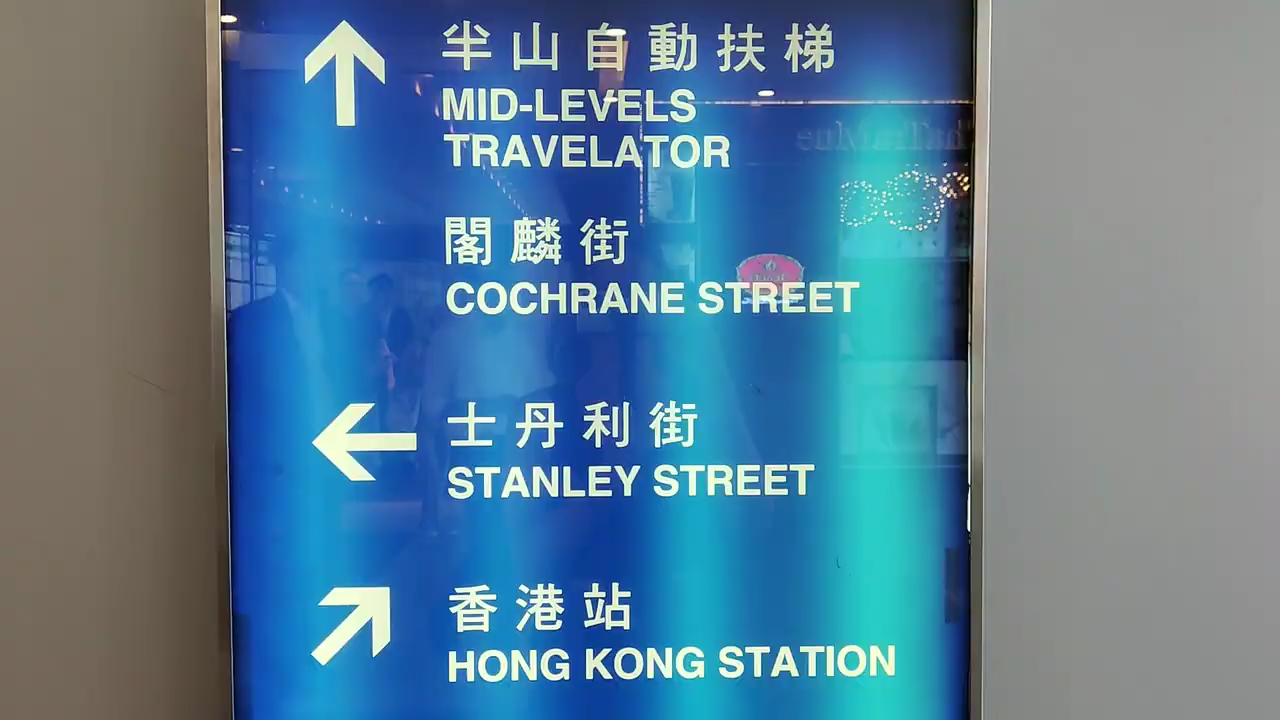 半山自動扶梯
MID-LEVELS
TRAVELATOR
閣麟街
COCHRANE STREET
士丹利街
STANLEY STREET
香港站
HONG KONG STATION